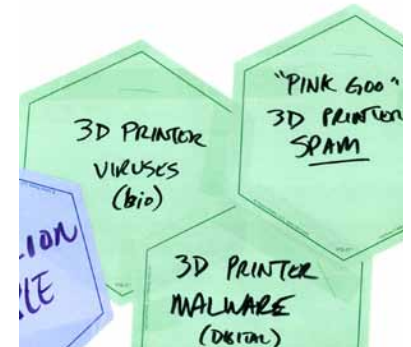 3D PRINTER
VIRUSES
(bio)
"PINK GOO"
3D PRINTER
SPAM
3D PRINTER
MALWARE
(DIGITAL)